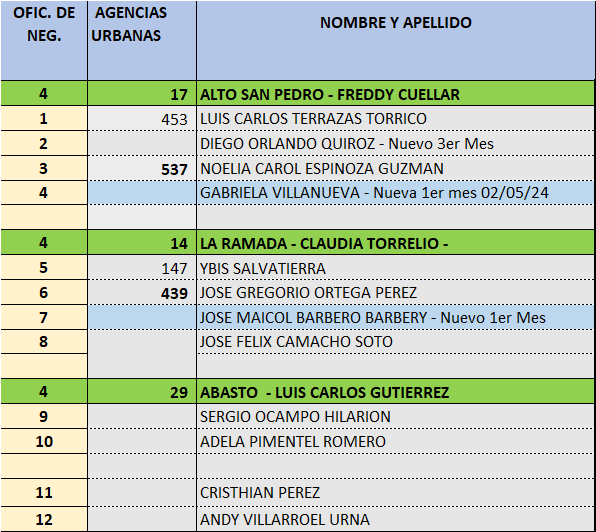 OFIC. DE NEG. AGENCIAS URBANAS NOMBRE Y APELLIDO
4 17 ALTO SAN PEDRO - FREDDY CUELLAR
1 453 LUIS CARLOS TERRAZAS TORRICO
2 DIEGO ORLANDO QUIROZ - Nuevo 3er Mes
3 537 NOELIA CAROL ESPINOZA GUZMAN
4 GABRIELA VILLANUEVA - Nueva 1er mes 02/05/24
4 14 LA RAMADA - CLAUDIA TORRELIO -
5 147 YBIS SALVATIERRA
6 439 JOSE GREGORIO ORTEGA PEREZ
7 JOSE MAICOL BARBERO BARBERY - Nuevo 1er Mes
8 JOSE FELIX CAMACHO SOTO
4 29 ABASTO - LUIS CARLOS GUTIERREZ
9 SERGIO OCAMPO HILARION
10 ADELA PIMENTEL ROMERO
11 CRISTHIAN PEREZ
12 ANDY VILLARROEL URNA